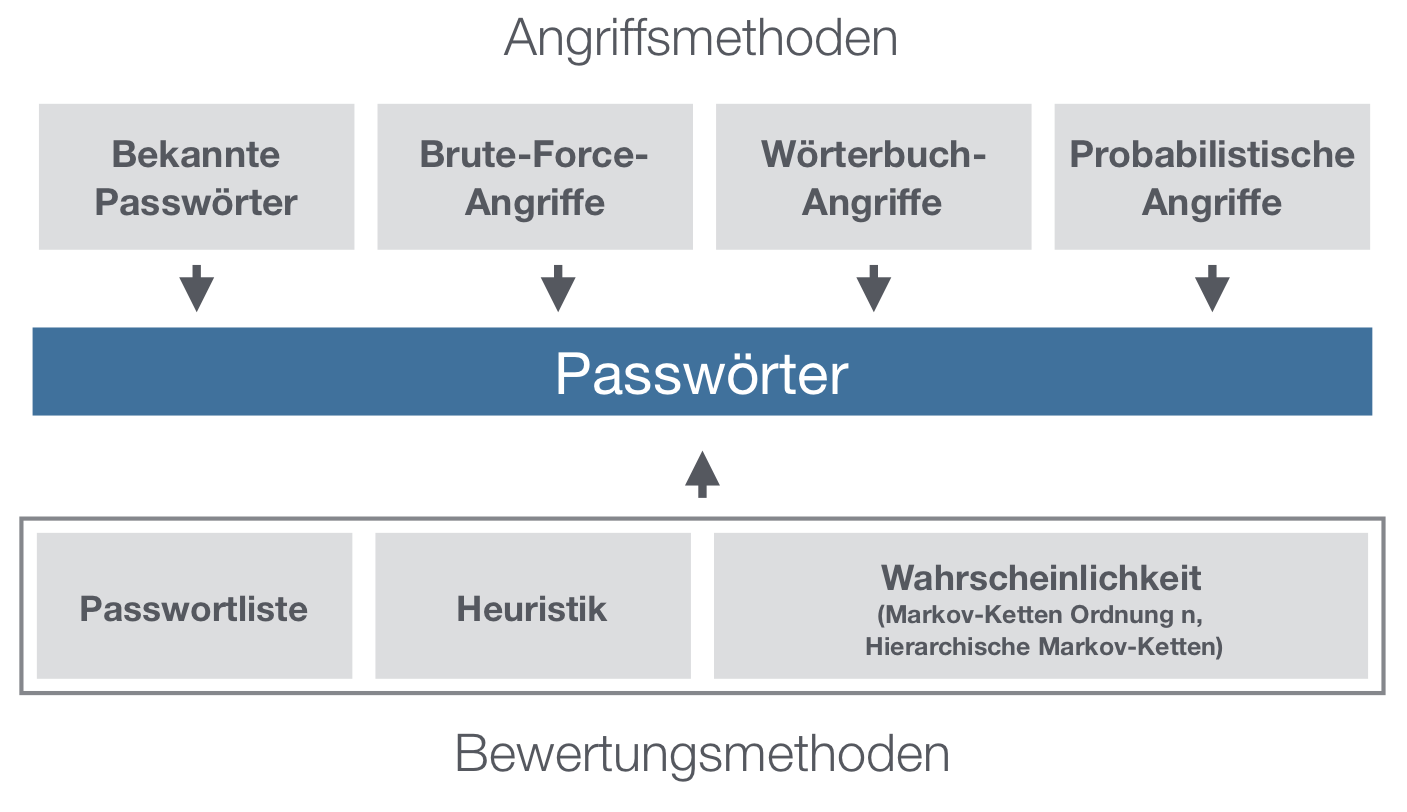 Angriffsmethoden
Bekannte
Passwörter
Brute-Force-
Angriffe
Wörterbuch-
Angriffe
Probabilistische
Angriffe
Passwörter
Passwortliste
Heuristik
Wahrscheinlichkeit
(Markov-Ketten Ordnung n,
Hierarchische Markov-Ketten)
Bewertungsmethoden